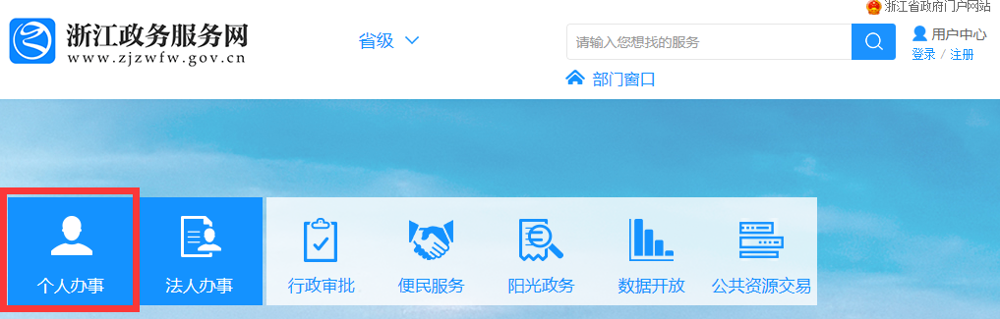 浙江省政府门户网站
浙江政务服务网
www.zjzwfw.gov.cn
省级
请输入您想找的服务
用户中心
登录 / 注册
部门窗口
个人办事
法人办事
行政审批
便民服务
阳光政务
数据开放
公共资源交易